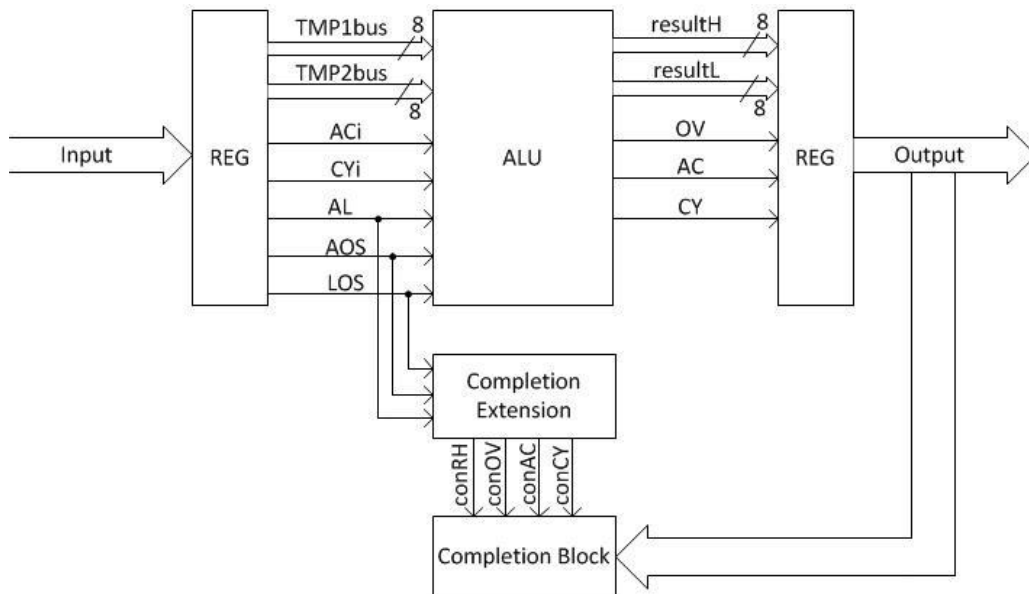 TMP1bus
8
TMP2bus
8
ACi
CYi
AL
AOS
LOS
Input
REG
ALU
resultH
8
resultL
8
OV
AC
CY
REG
Output
Completion
Extension
conRH
conOV
conAC
conCY
Completion Block